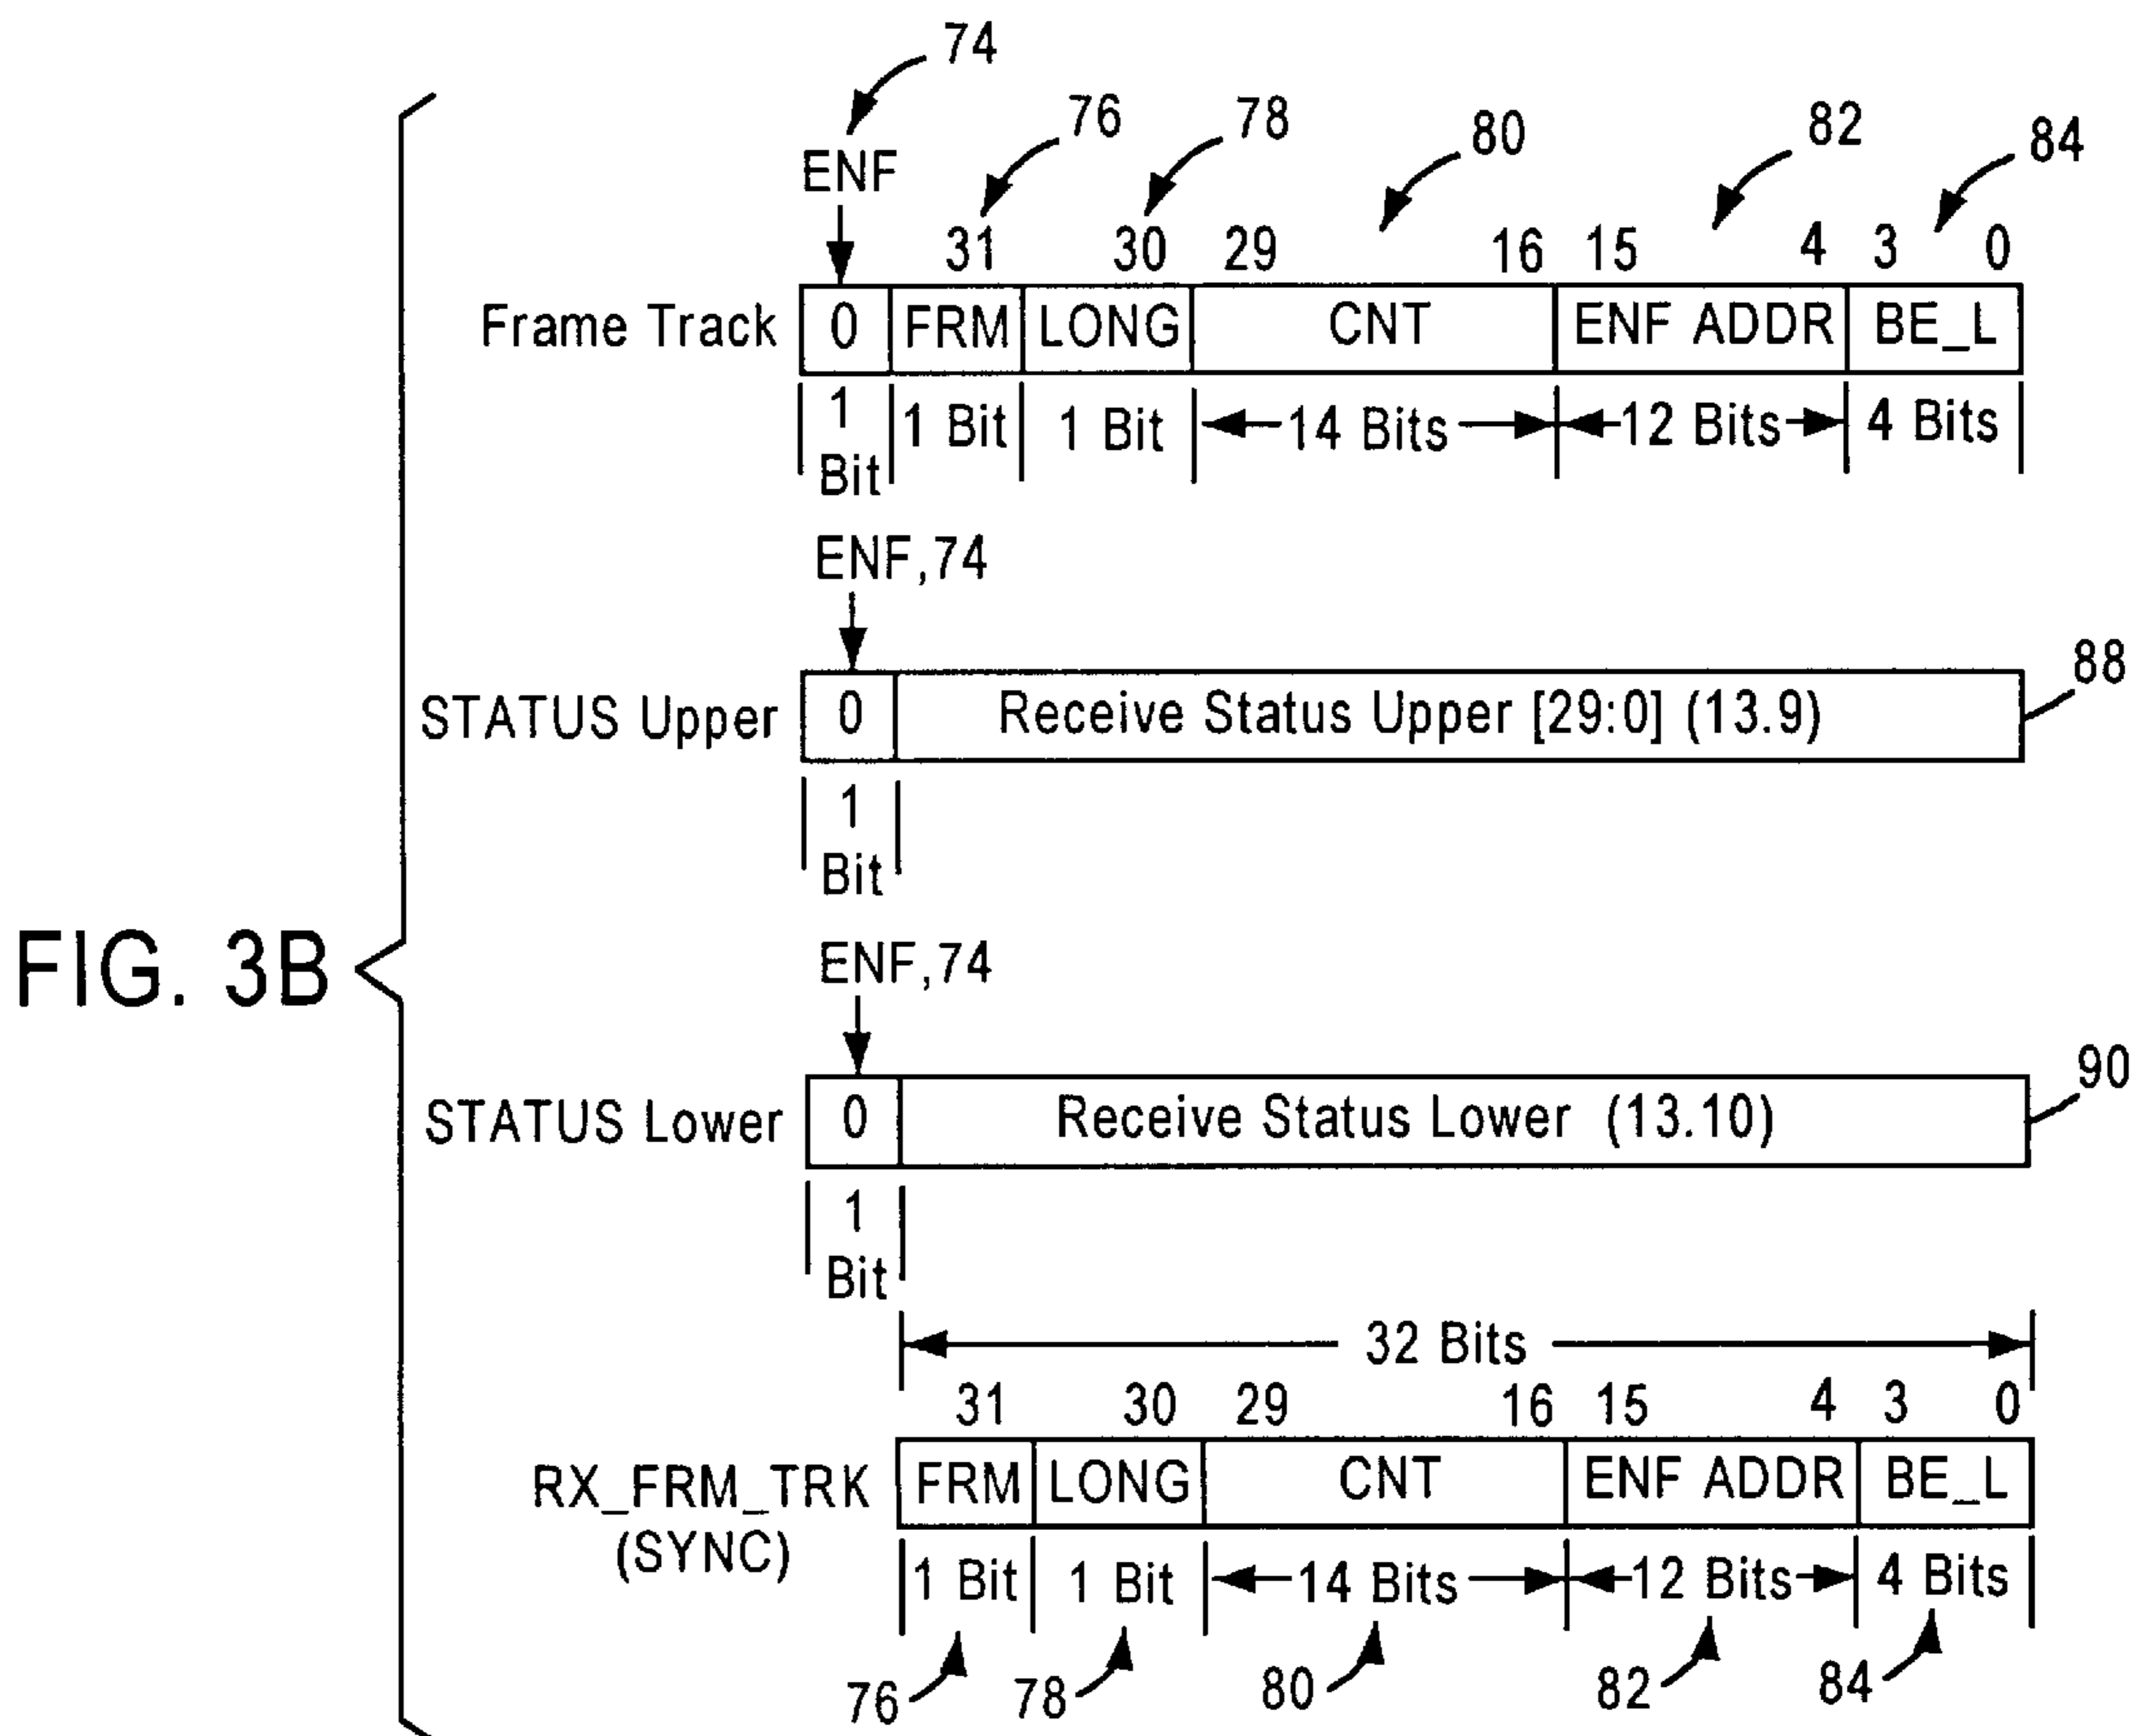 74
76 78 80 82 84
ENF
31 30 29 16 15 4 3 0
Frame Track 0 FRM LONG CNT ENF ADDR BE_L
1 Bit 1 Bit 1 Bit 14 Bits 12 Bits 4 Bits
ENF,74
88
STATUS Upper 0 Receive Status Upper [29:0] (13.9)
1
Bit
FIG. 3B
ENF,74
90
STATUS Lower 0 Receive Status Lower (13.10)
1
Bit
32 Bits
31 30 29 16 15 4 3 0
RX_FRM_TRK FRM LONG CNT ENF ADDR BE_L
(SYNC)
1 Bit 1 Bit 14 Bits 12 Bits 4 Bits
76 78 80 82 84